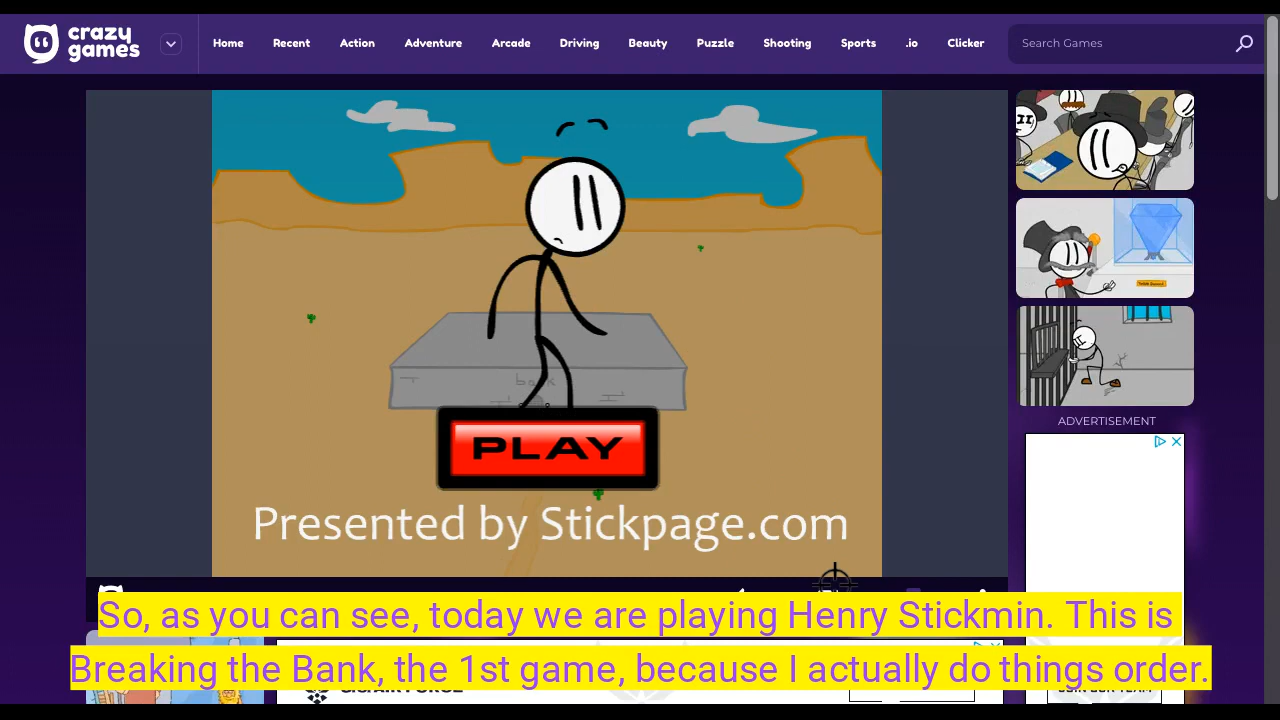 crazy games
Home Recent Action Adventure Arcade Driving Beauty Puzzle Shooting Sports .io Clicker
Search Games
bank
PLAY
Presented by Stickpage.com
ADVERTISEMENT
So, as you can see, today we are playing Henry Stickmin. This is
Breaking the Bank, the 1st game, because I actually do things order.